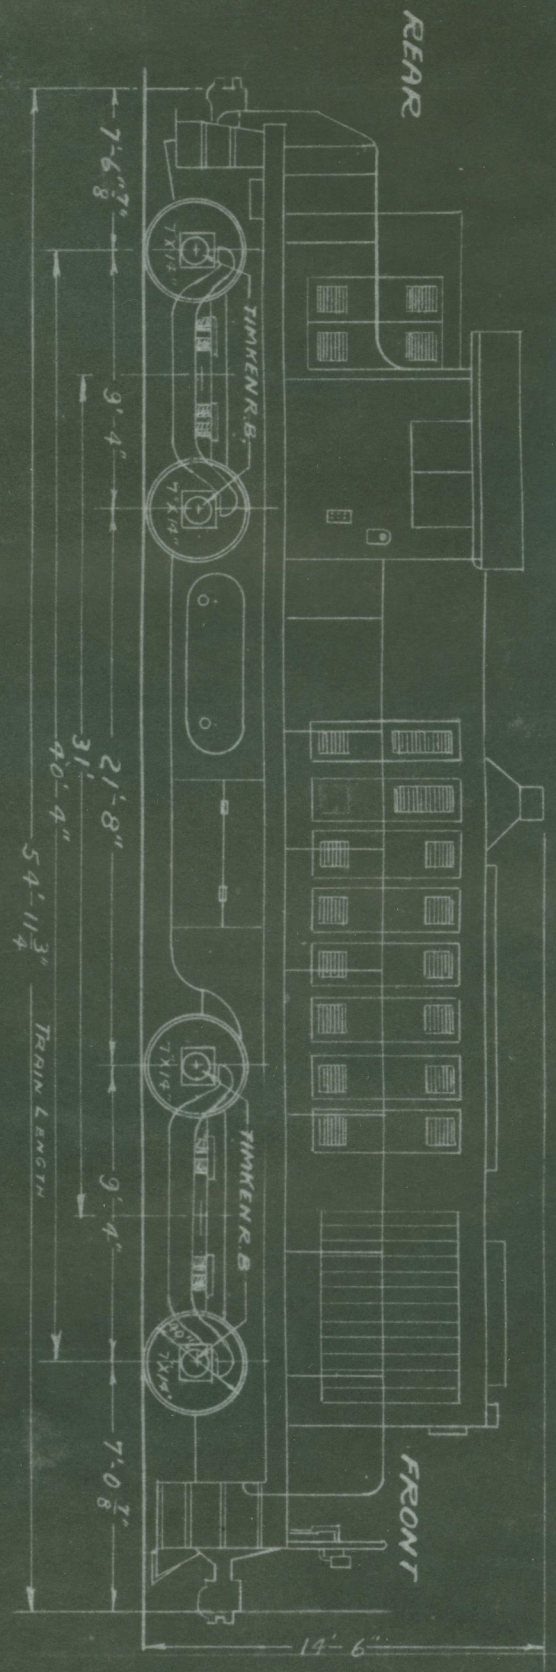 REAR
FRONT
TIMKEN R.B.
TIMKEN R.B
7"X14"
7"X14"
7"X14"
40"
7"X14"
7'-6 7/8"
9'-4"
21'-8"
9'-4"
7'-0 7/8"
31'
40'-4"
54'-11 3/4" TRAIN LENGTH
14'-6"